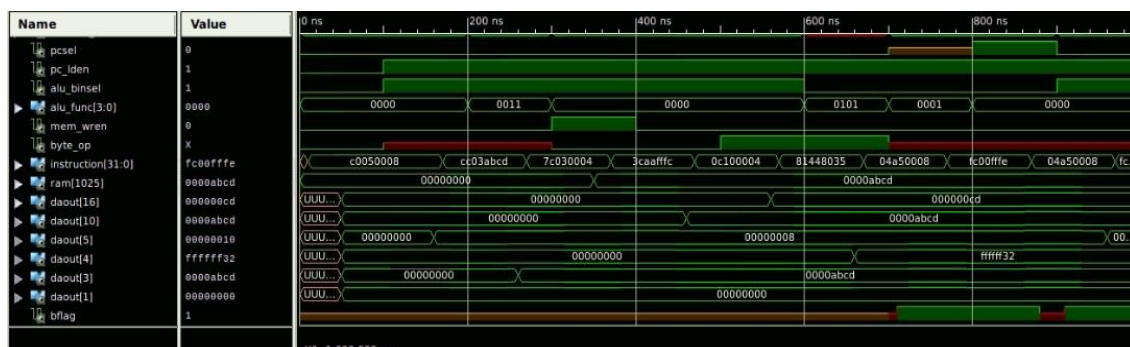 Name Value 0 ns 200 ns 400 ns 600 ns 800 ns
pcsel 0
pc_lden 1
alu_binsel 1
alu_func[3:0] 0000 0000 0011 0000 0101 0001 0000
mem_wren 0
byte_op X
instruction[31:0] fc00fffe c0050008 cc03abcd 7c030004 3caafffc 0c100004 81448035 04a50008 fc00fffe 04a50008 fc...
ram[1025] 0000abcd 00000000 0000abcd
daout[16] 000000cd UUU... 00000000 000000cd
daout[10] 0000abcd UUU... 00000000 0000abcd
daout[5] 00000010 UUU... 00000000 00000008 00...
daout[4] ffffff32 UUU... 00000000 ffffff32
daout[3] 0000abcd UUU... 00000000 0000abcd
daout[1] 00000000 UUU... 00000000
bflag 1